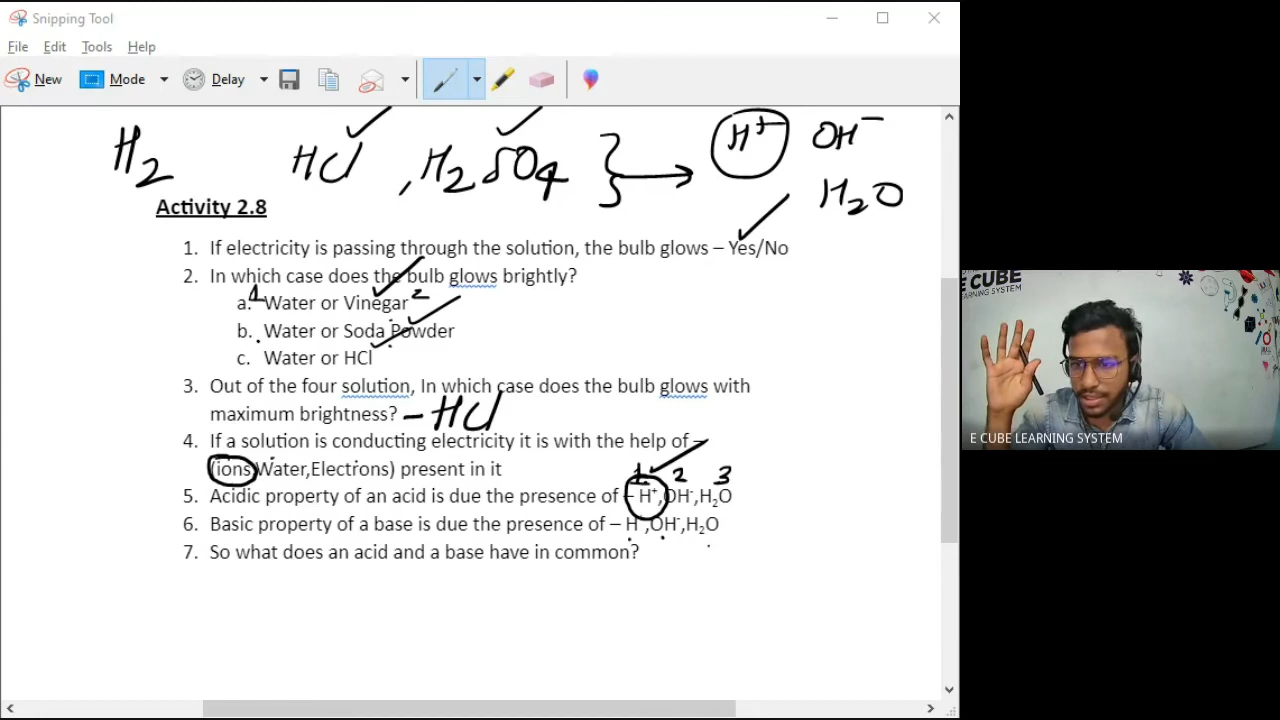 Snipping Tool
File Edit Tools Help
New Mode Delay
H2 HCl , H2SO4 } → H+ OH−
H2O
Activity 2.8
1. If electricity is passing through the solution, the bulb glows – Yes/No
2. In which case does the bulb glows brightly?
a. 1 Water or Vinegar 2
b. Water or Soda Powder
c. Water or HCl
3. Out of the four solution, In which case does the bulb glows with
maximum brightness? – HCl
4. If a solution is conducting electricity it is with the help of –
(ions,Water,Electrions) present in it
1 2 3
5. Acidic property of an acid is due the presence of – H+,OH-,H2O
6. Basic property of a base is due the presence of – H+,OH-,H2O
7. So what does an acid and a base have in common?
E CUBE
LEARNING SYSTEM
E CUBE LEARNING SYSTEM